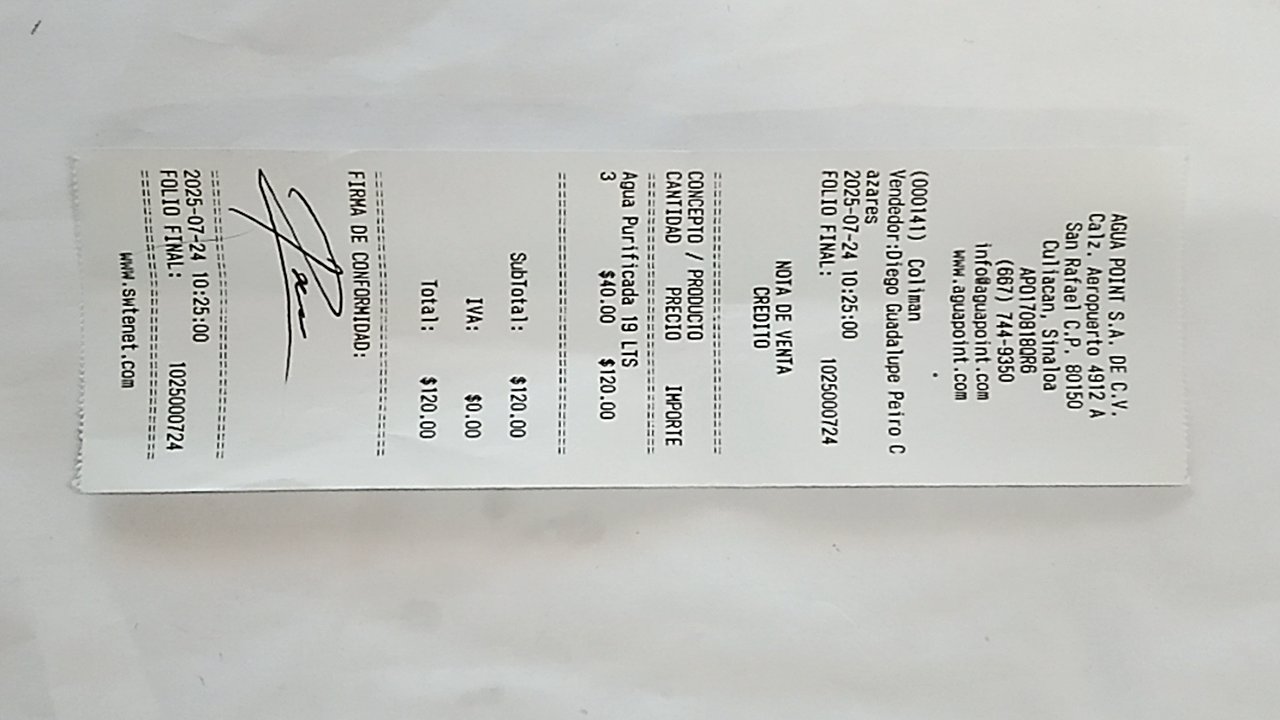 AGUA POINT S.A. DE C.V.
Calz. Aeropuerto 4912 A
San Rafael C.P. 80150
Culiacan, Sinaloa
APO170818QR6
(667) 744-9350
info@aguapoint.com
www.aguapoint.com
(000141) Collman
Vendedor:Diego Guadalupe Peiro C
azares
2025-07-24 10:25:00
FOLIO FINAL: 1025000724
NOTA DE VENTA
CREDITO
================================
CONCEPTO / PRODUCTO
CANTIDAD PRECIO IMPORTE
================================
Agua Purificada 19 LTS
3 $40.00 $120.00
================================
SubTotal: $120.00
IVA: $0.00
Total: $120.00
================================
FIRMA DE CONFORMIDAD:
================================
2025-07-24 10:25:00
FOLIO FINAL: 1025000724
================================
www.swtenet.com